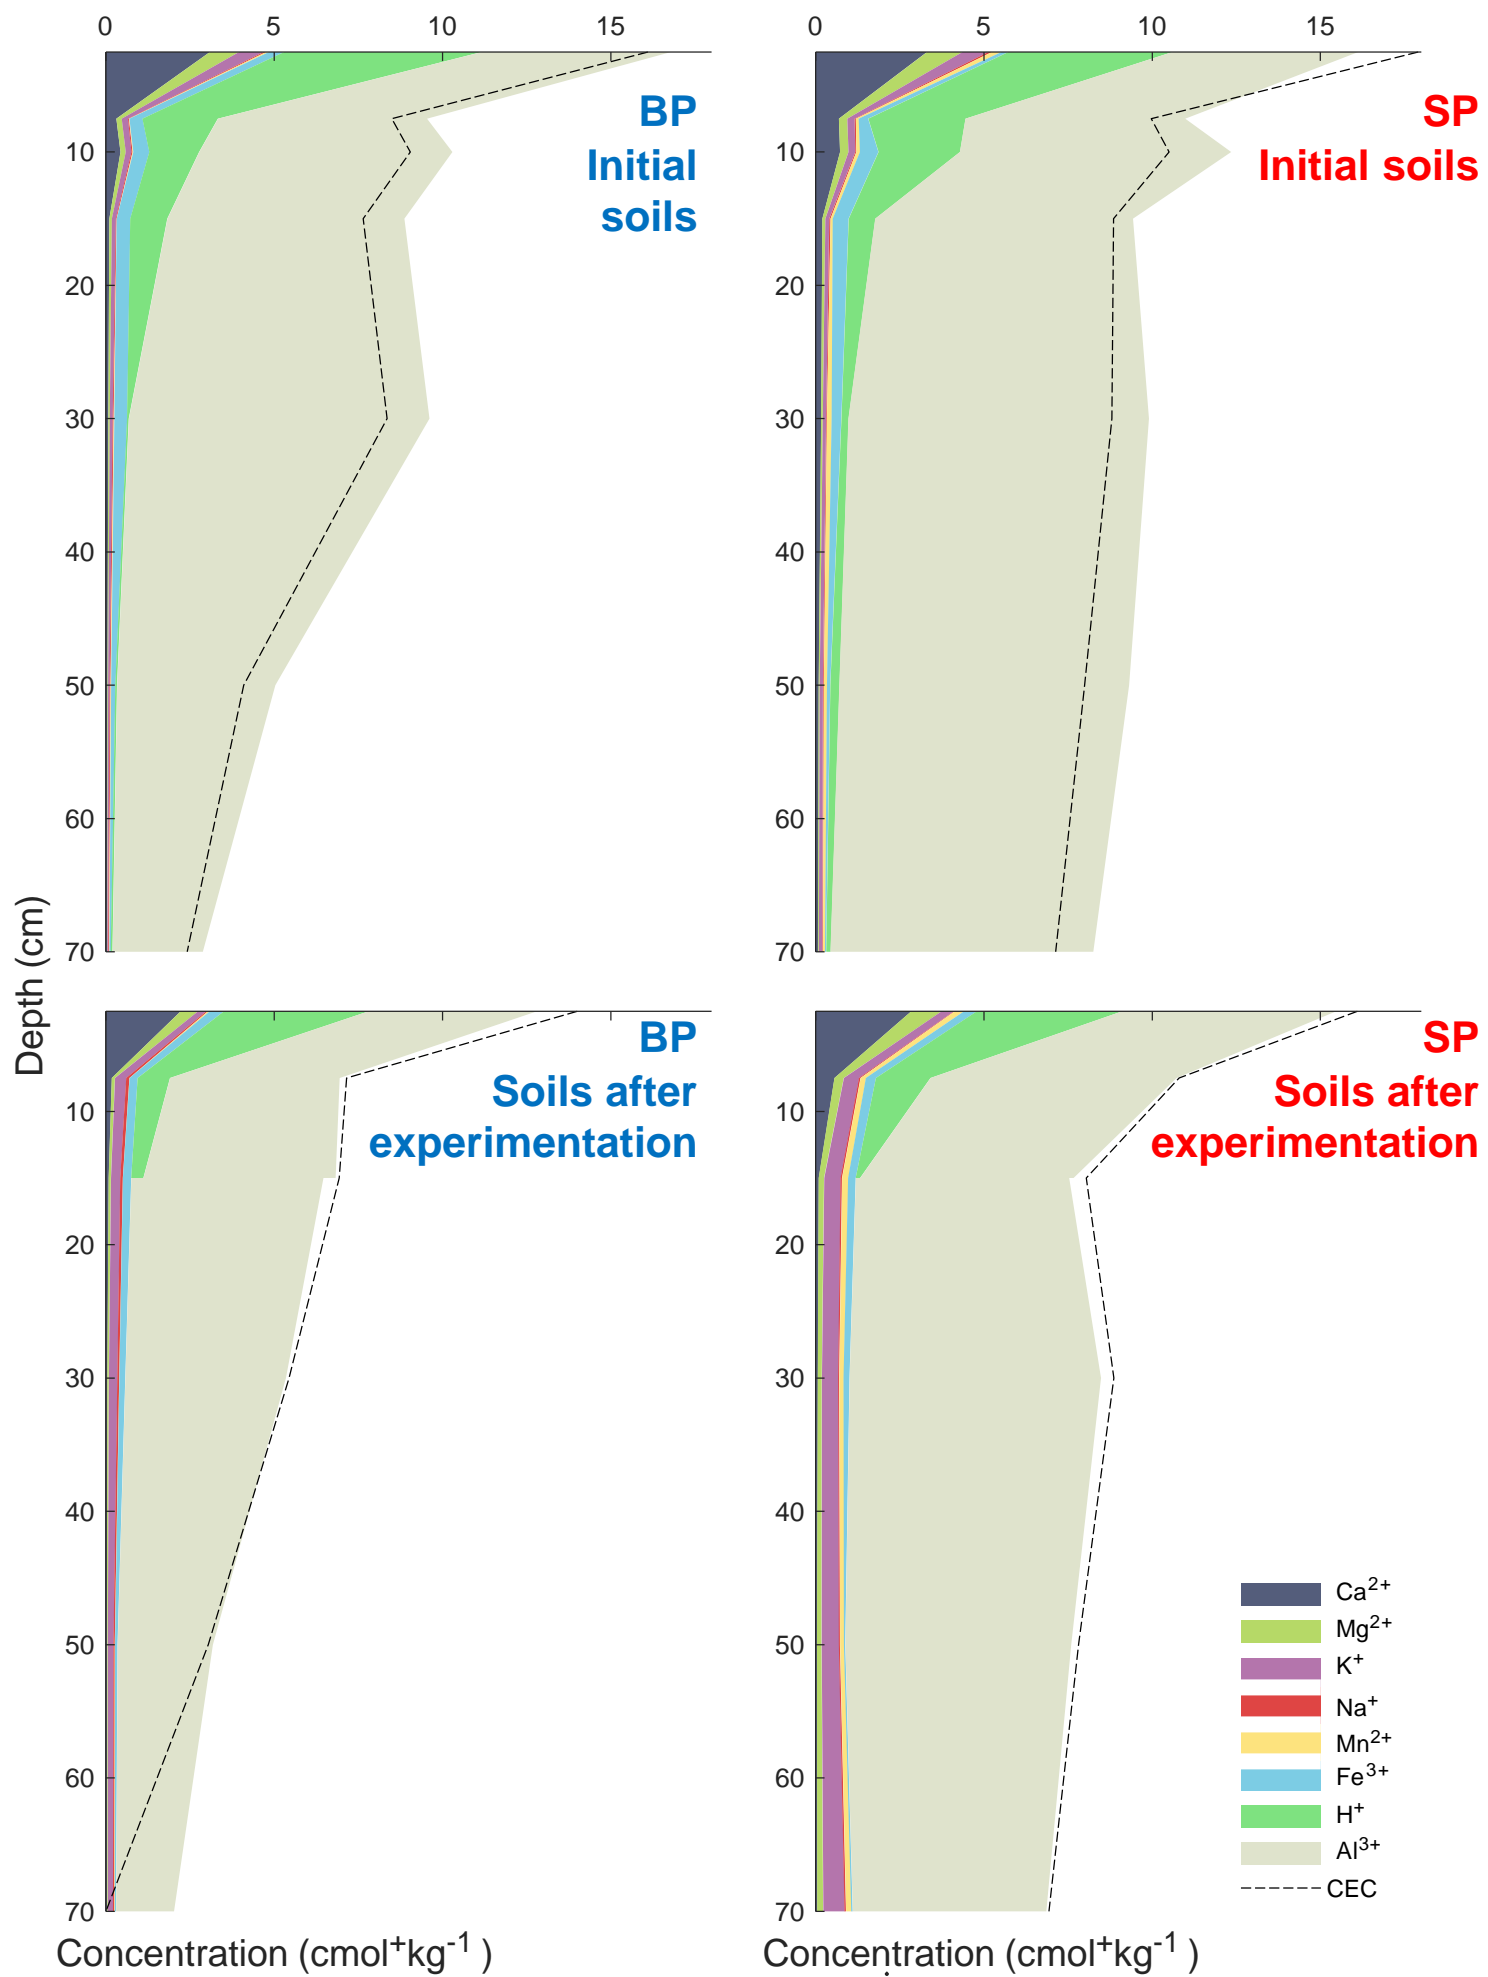 0 5 10 15
0 5 10 15
BP
Initial
soils
SP
Initial soils
10
20
30
40
50
60
70
10
20
30
40
50
60
70
Depth (cm)
BP
Soils after
experimentation
SP
Soils after
experimentation
10
20
30
40
50
60
70
10
20
30
40
50
60
70
Ca²⁺
Mg²⁺
K⁺
Na⁺
Mn²⁺
Fe³⁺
H⁺
Al³⁺
CEC
Concentration (cmol⁺kg⁻¹ )
Concentration (cmol⁺kg⁻¹ )